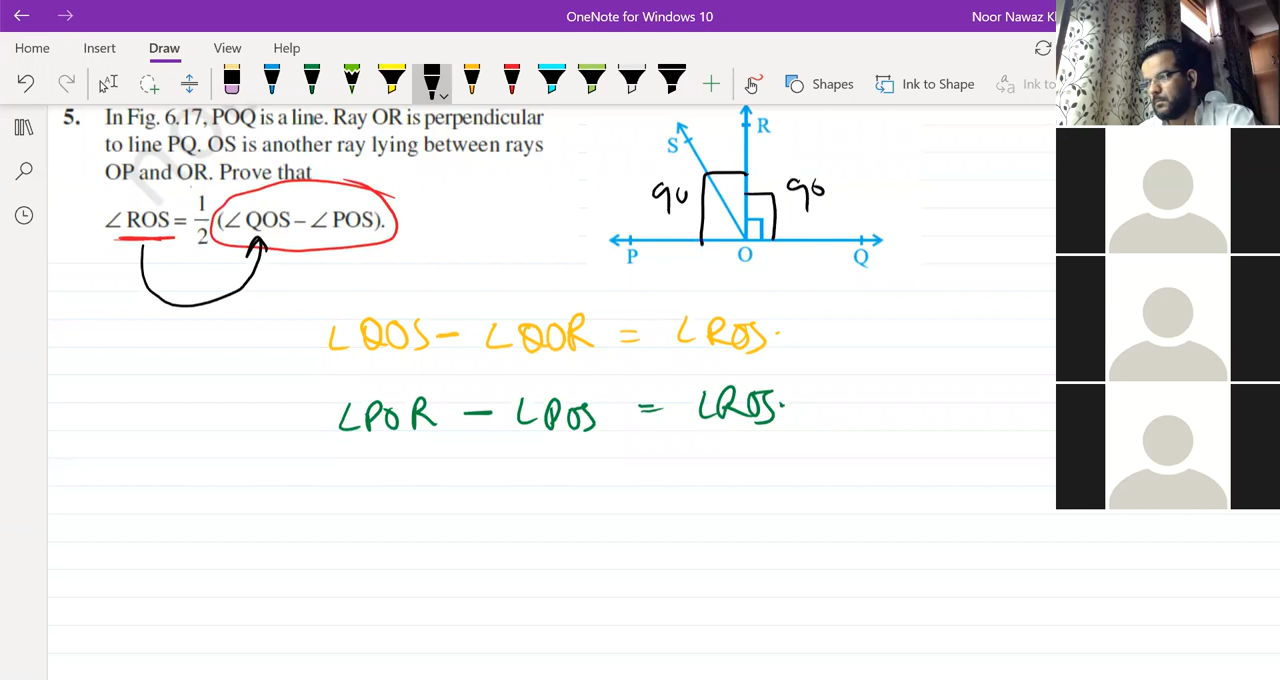 OneNote for Windows 10
Noor Nawaz
Home Insert Draw View Help
Shapes Ink to Shape Ink to
5. In Fig. 6.17, POQ is a line. Ray OR is perpendicular
to line PQ. OS is another ray lying between rays
OP and OR. Prove that
∠ ROS = 1/2 (∠ QOS – ∠ POS).
R
S
90 90
P O Q
∠QOS - ∠QOR = ∠ROS.
∠POR - ∠POS = ∠ROS.